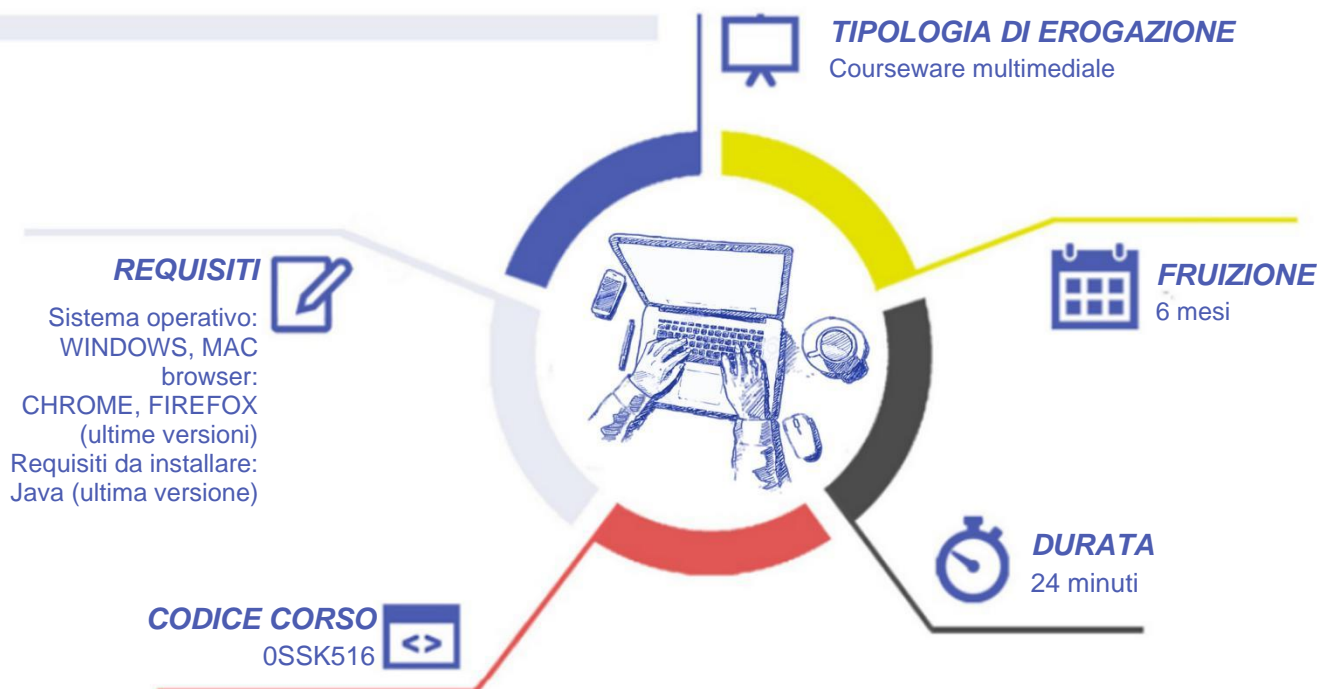 TIPOLOGIA DI EROGAZIONE
Courseware multimediale
REQUISITI
Sistema operativo:
WINDOWS, MAC
browser:
CHROME, FIREFOX
(ultime versioni)
Requisiti da installare:
Java (ultima versione)
FRUIZIONE
6 mesi
DURATA
24 minuti
CODICE CORSO
0SSK516